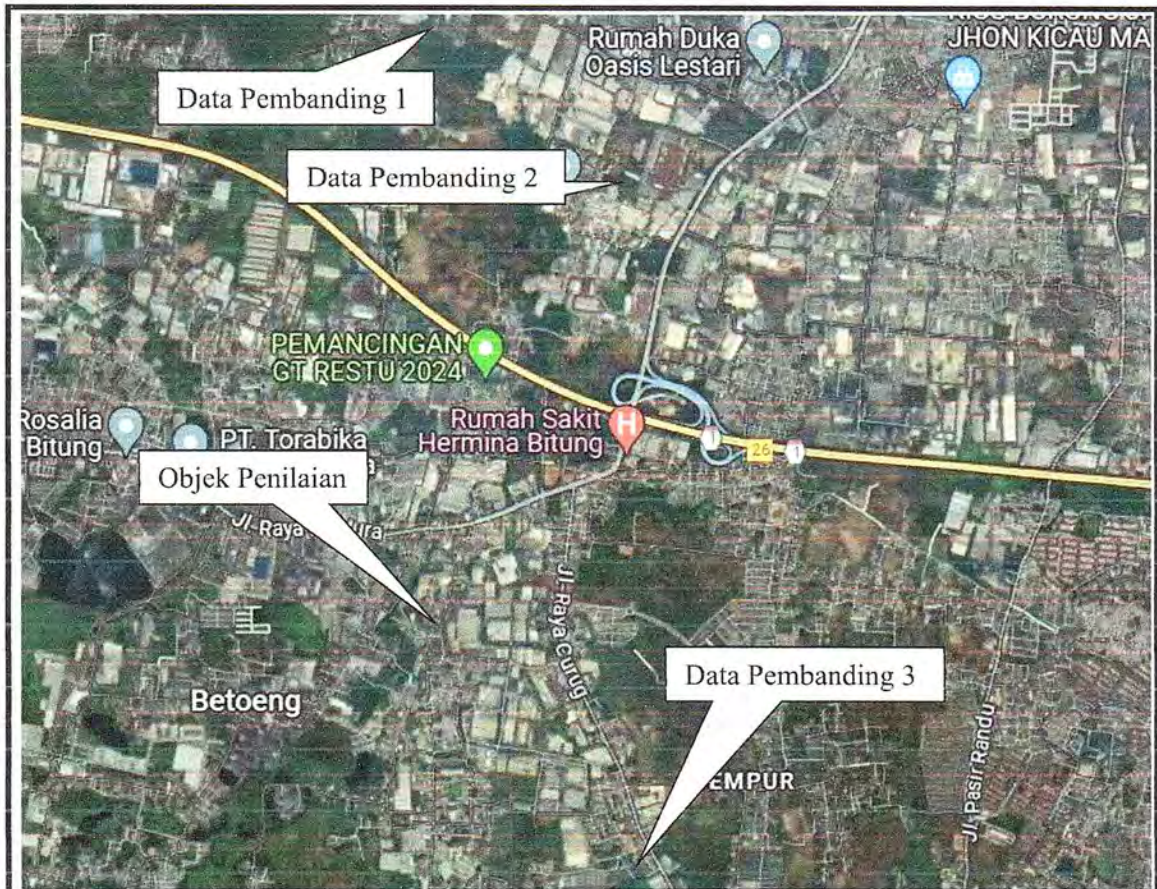 Rumah Duka
Oasis Lestari
JHON KICAU MA
Data Pembanding 1
Data Pembanding 2
PEMANCINGAN
GT RESTU 2024
Rumah Sakit
Hermina Bitung
H
1
26
1
Rosalia
Bitung
PT. Torabika
Objek Penilaian
Jl. Raya
Jl. Raya Curug
Betoeng
Data Pembanding 3
EMPUR
Jl. Pasir Randu